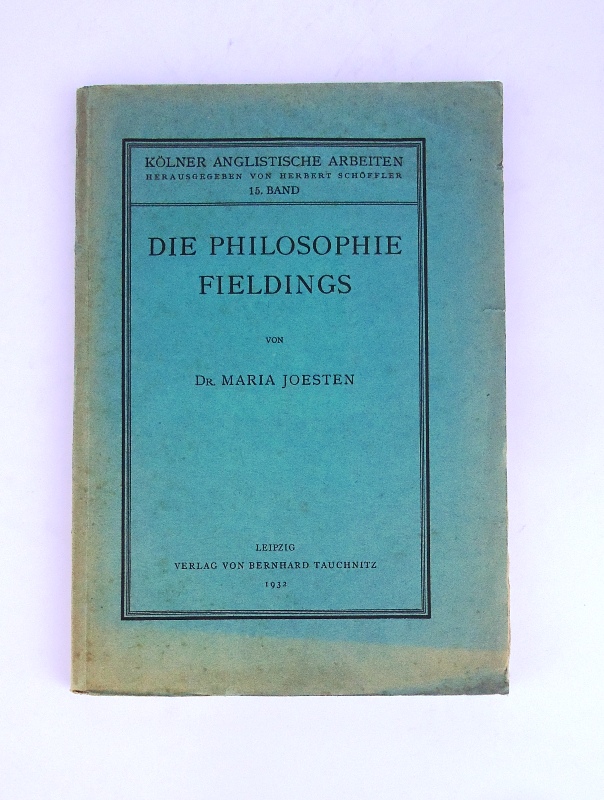 KÖLNER ANGLISTISCHE ARBEITEN
HERAUSGEGEBEN VON HERBERT SCHÖFFLER
15. BAND
DIE PHILOSOPHIE
FIELDINGS
VON
DR. MARIA JOESTEN
LEIPZIG
VERLAG VON BERNHARD TAUCHNITZ
1932